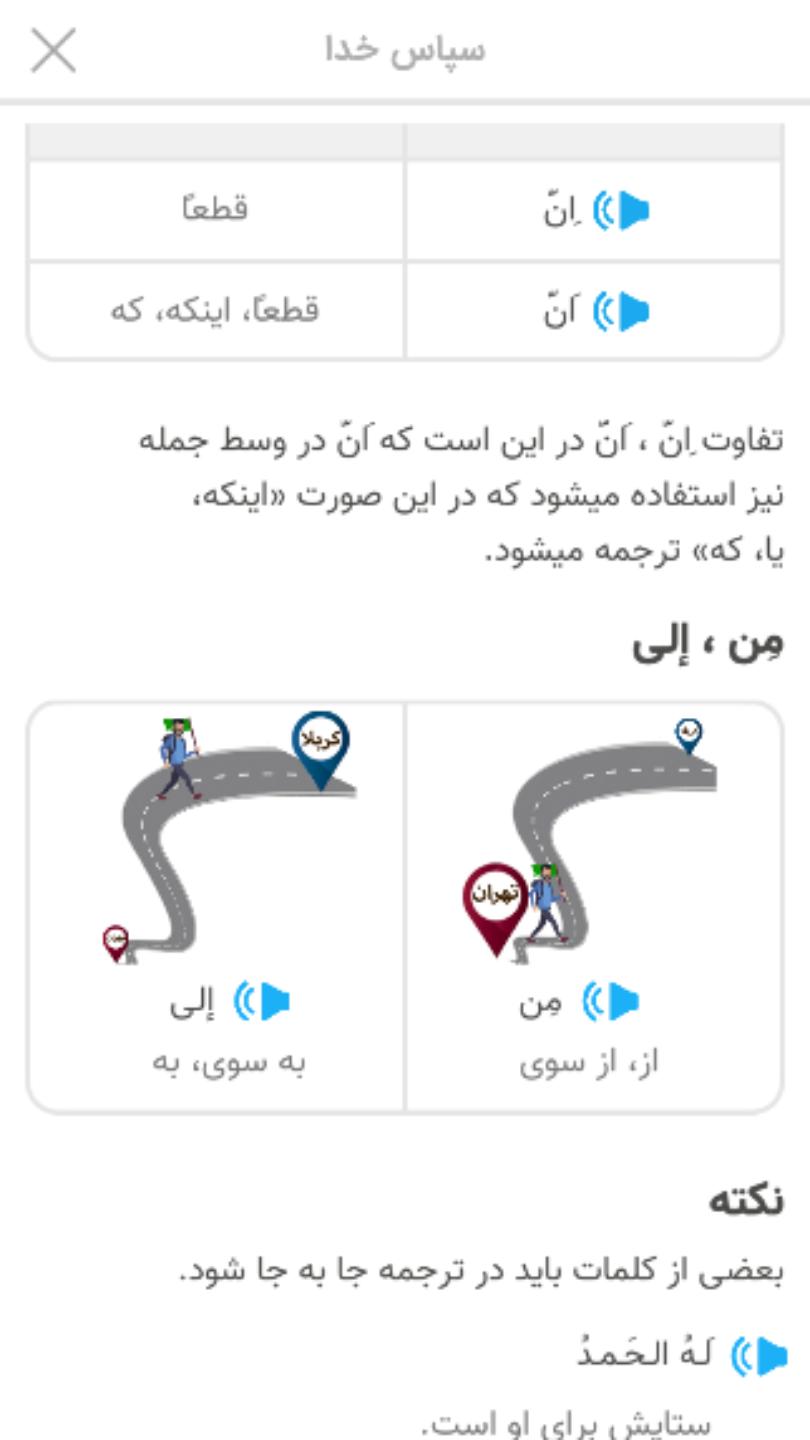 سپاس خدا
اِنّ
قطعاً
اَنّ
قطعاً، اینکه، که
تفاوت اِنّ ، اَنّ در این است که اَنّ در وسط جمله
نیز استفاده میشود که در این صورت «اینکه،
یا، که» ترجمه میشود.
مِن ، إلی
تهران
کربلا
مِن
از، از سوی
إلی
به سوی، به
نکته
بعضی از کلمات باید در ترجمه جا به جا شود.
لَهُ الحَمدُ
ستایش برای او است.